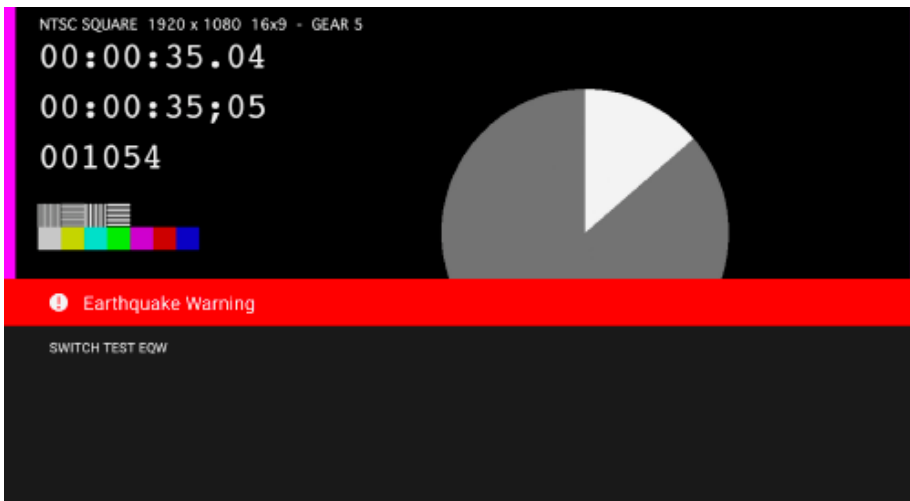 NTSC SQUARE 1920 x 1080 16x9 - GEAR 5
00:00:35.04
00:00:35;05
001054
Earthquake Warning
SWITCH TEST EQW